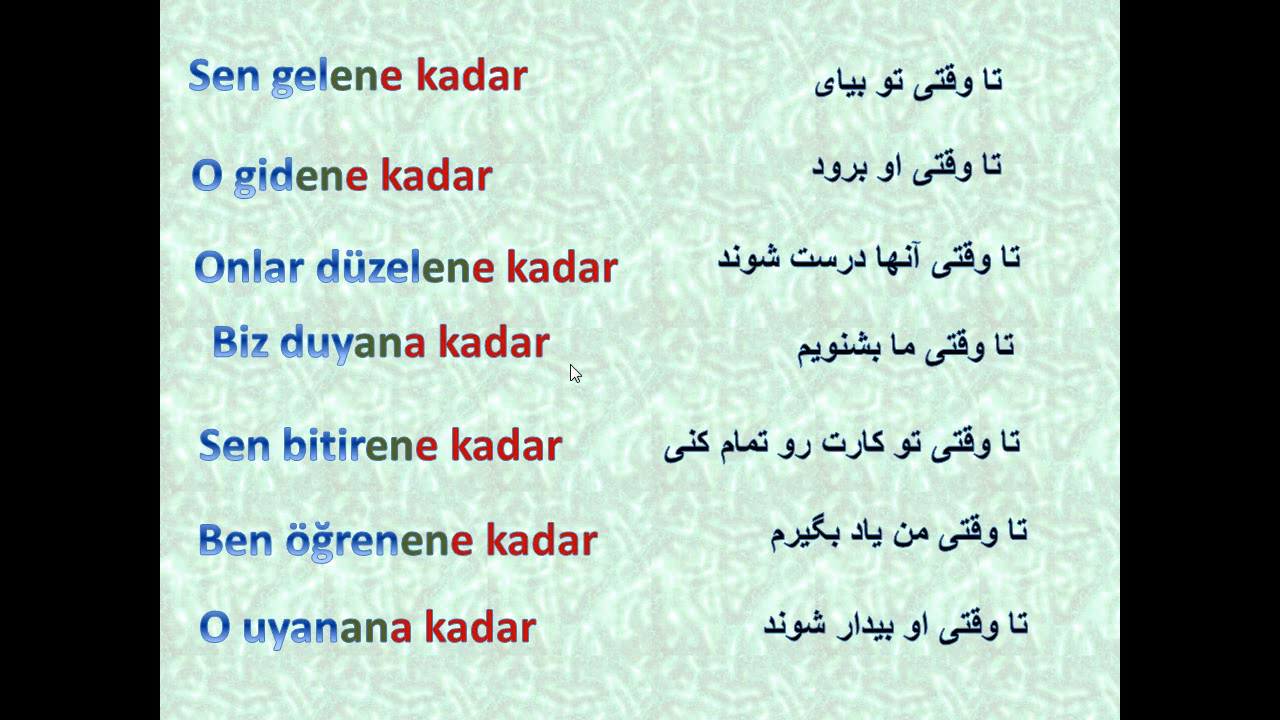 Sen gelene kadar تا وقتی تو بیای
O gidene kadar تا وقتی او برود
Onlar düzelene kadar تا وقتی آنها درست شوند
Biz duyana kadar تا وقتی ما بشنویم
Sen bitirene kadar تا وقتی تو کارت رو تمام کنی
Ben öğrenene kadar تا وقتی من یاد بگیرم
O uyanana kadar تا وقتی او بیدار شوند